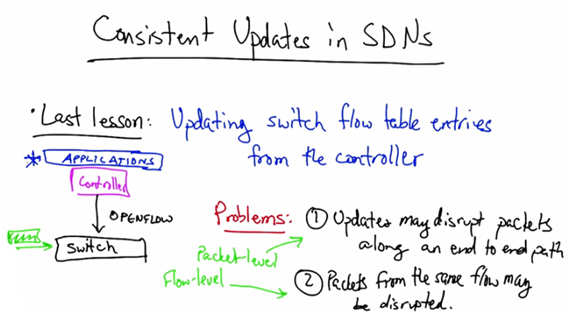 Consistent Updates in SDNs
• Last lesson: Updating switch flow table entries
from the controller
* APPLICATIONS
Controller
OPENFLOW
Switch
Problems:
① Updates may disrupt packets
along an end to end path
Packet-level
Flow-level
② Packets from the same flow may
be disrupted.